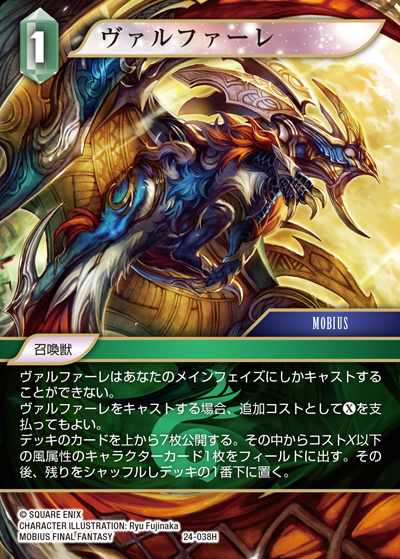 1
ヴァルファーレ
MOBIUS
召喚獣
ヴァルファーレはあなたのメインフェイズにしかキャストする
ことができない。
ヴァルファーレをキャストする場合、追加コストとしてⓍを支
払ってもよい。
デッキのカードを上から7枚公開する。その中からコストX以下
の風属性のキャラクターカード1枚をフィールドに出す。その
後、残りをシャッフルしデッキの1番下に置く。
© SQUARE ENIX
CHARACTER ILLUSTRATION: Ryu Fujinaka
MOBIUS FINAL FANTASY
24-038H